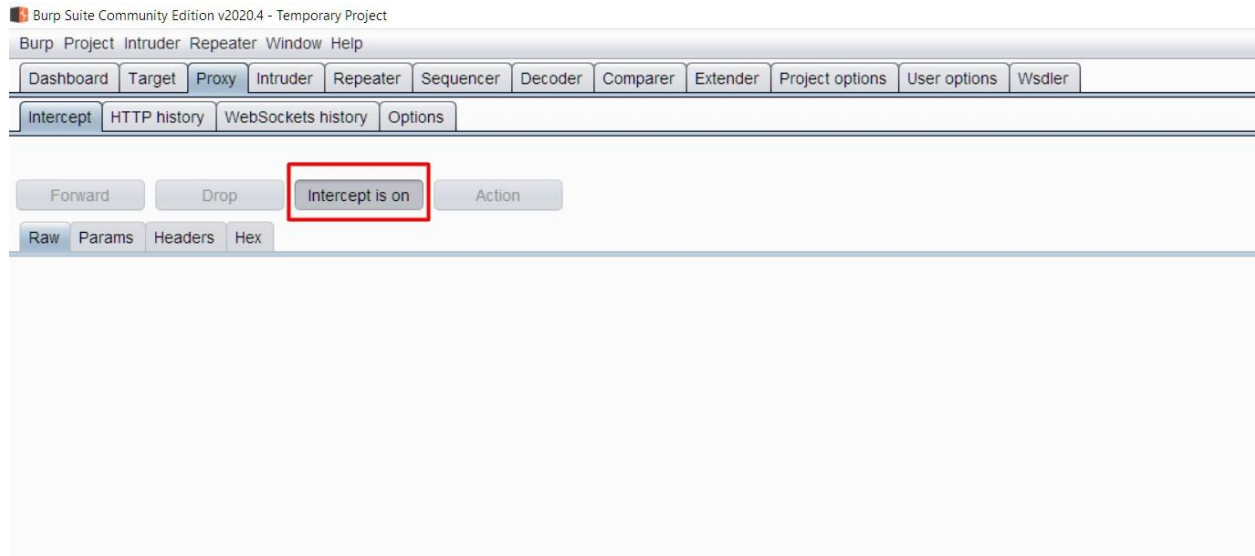 Burp Suite Community Edition v2020.4 - Temporary Project
Burp Project Intruder Repeater Window Help
Dashboard Target Proxy Intruder Repeater Sequencer Decoder Comparer Extender Project options User options Wsdler
Intercept HTTP history WebSockets history Options
Forward Drop Intercept is on Action
Raw Params Headers Hex